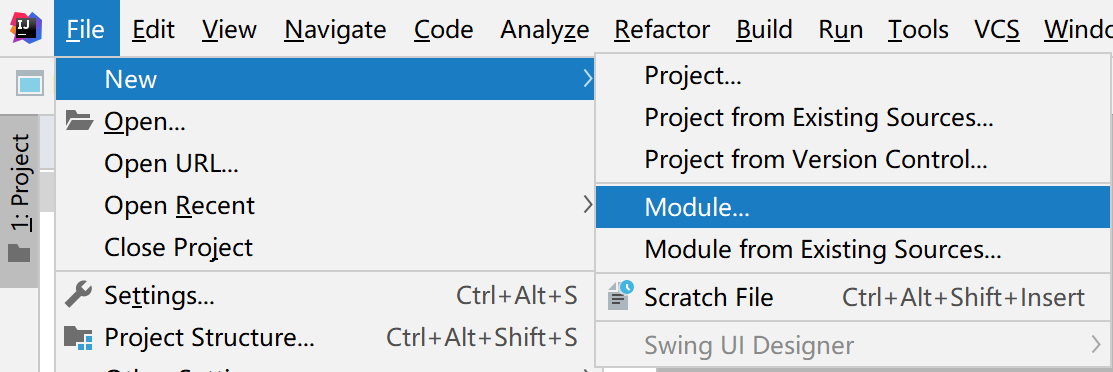 IJ
File Edit View Navigate Code Analyze Refactor Build Run Tools VCS
New
Open...
Open URL...
Open Recent
Close Project
Settings... Ctrl+Alt+S
Project Structure... Ctrl+Alt+Shift+S
Project...
Project from Existing Sources...
Project from Version Control...
Module...
Module from Existing Sources...
Scratch File Ctrl+Alt+Shift+Insert
Swing UI Designer
1: Project